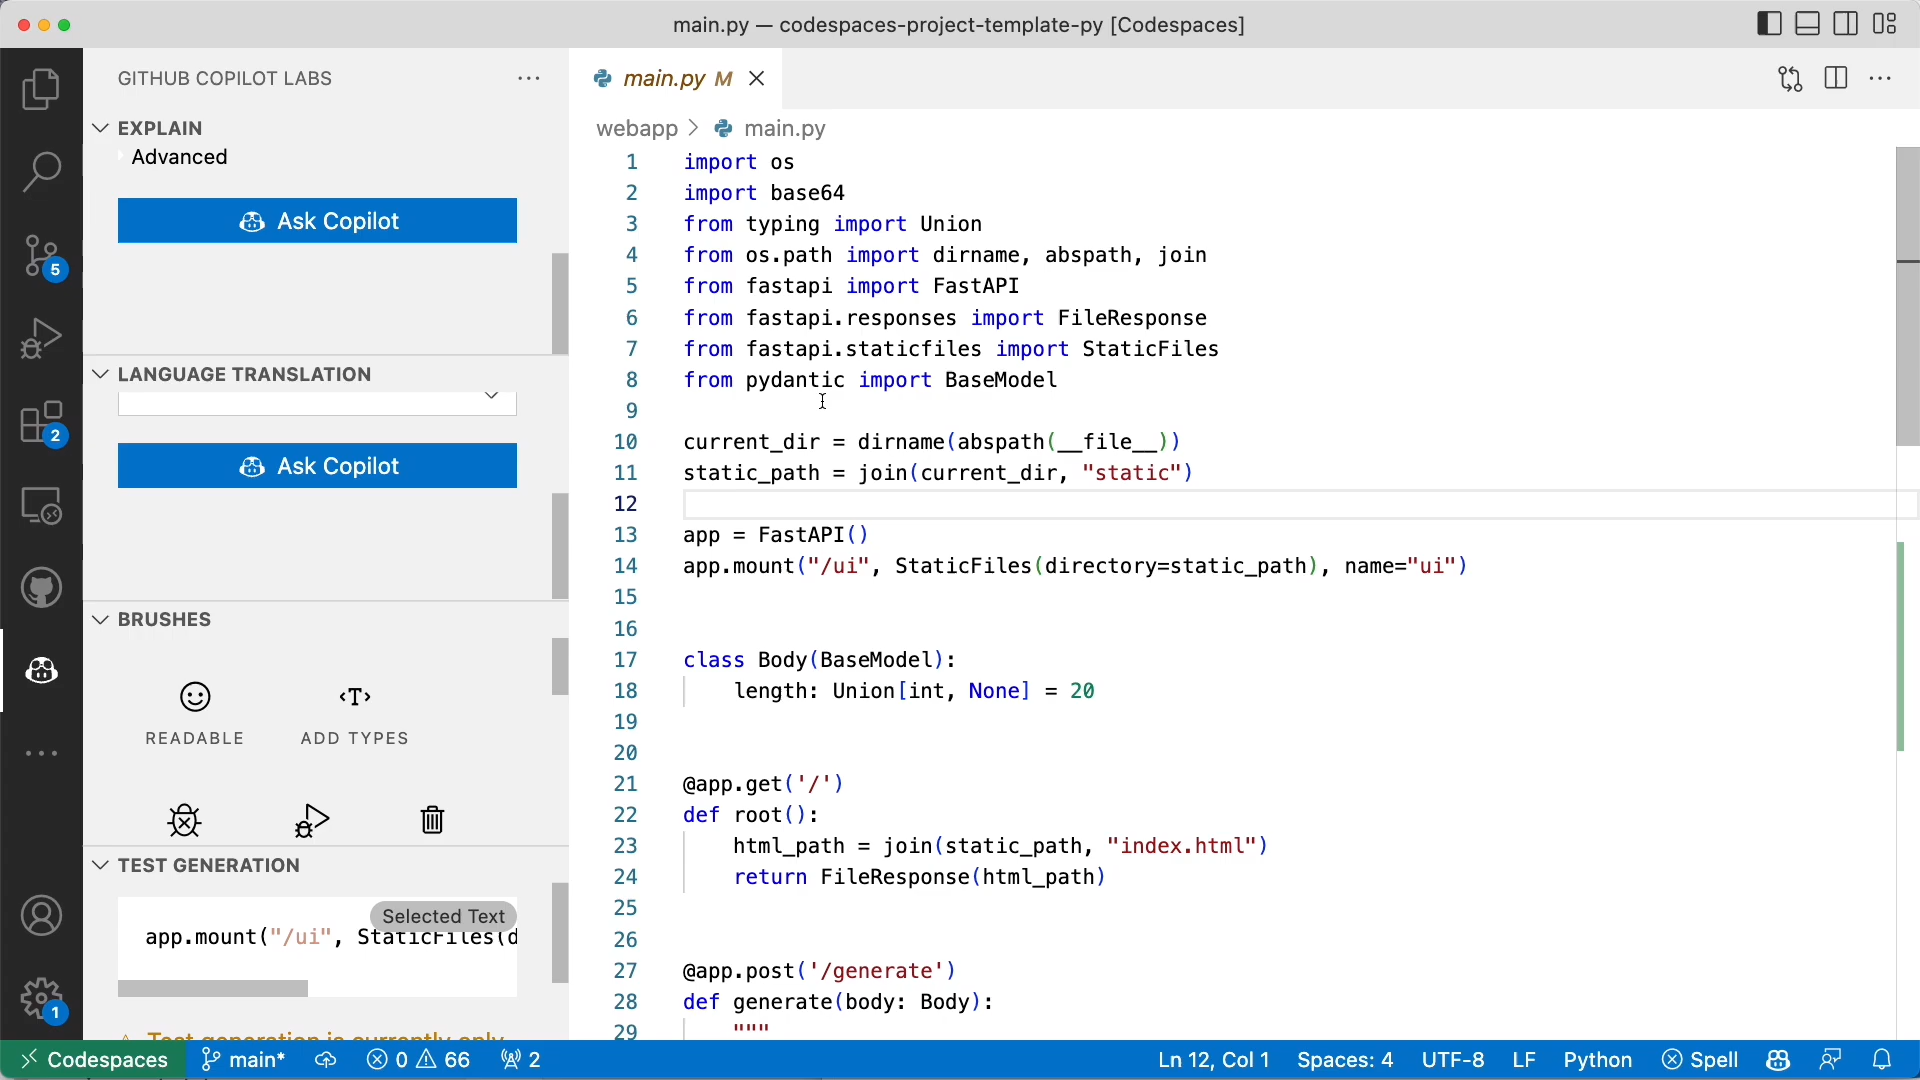 main.py — codespaces-project-template-py [Codespaces]
GITHUB COPILOT LABS
EXPLAIN
Advanced
Ask Copilot
LANGUAGE TRANSLATION
Ask Copilot
BRUSHES
READABLE
ADD TYPES
TEST GENERATION
Selected Text
app.mount("/ui", StaticFiles(d
Test generation is currently only
5
2
1
main.py M
webapp > main.py
1 import os
2 import base64
3 from typing import Union
4 from os.path import dirname, abspath, join
5 from fastapi import FastAPI
6 from fastapi.responses import FileResponse
7 from fastapi.staticfiles import StaticFiles
8 from pydantic import BaseModel
9
10 current_dir = dirname(abspath(__file__))
11 static_path = join(current_dir, "static")
12
13 app = FastAPI()
14 app.mount("/ui", StaticFiles(directory=static_path), name="ui")
15
16
17 class Body(BaseModel):
18     length: Union[int, None] = 20
19
20
21 @app.get('/')
22 def root():
23     html_path = join(static_path, "index.html")
24     return FileResponse(html_path)
25
26
27 @app.post('/generate')
28 def generate(body: Body):
29     """
Codespaces main* 0 66 2 Ln 12, Col 1 Spaces: 4 UTF-8 LF Python Spell